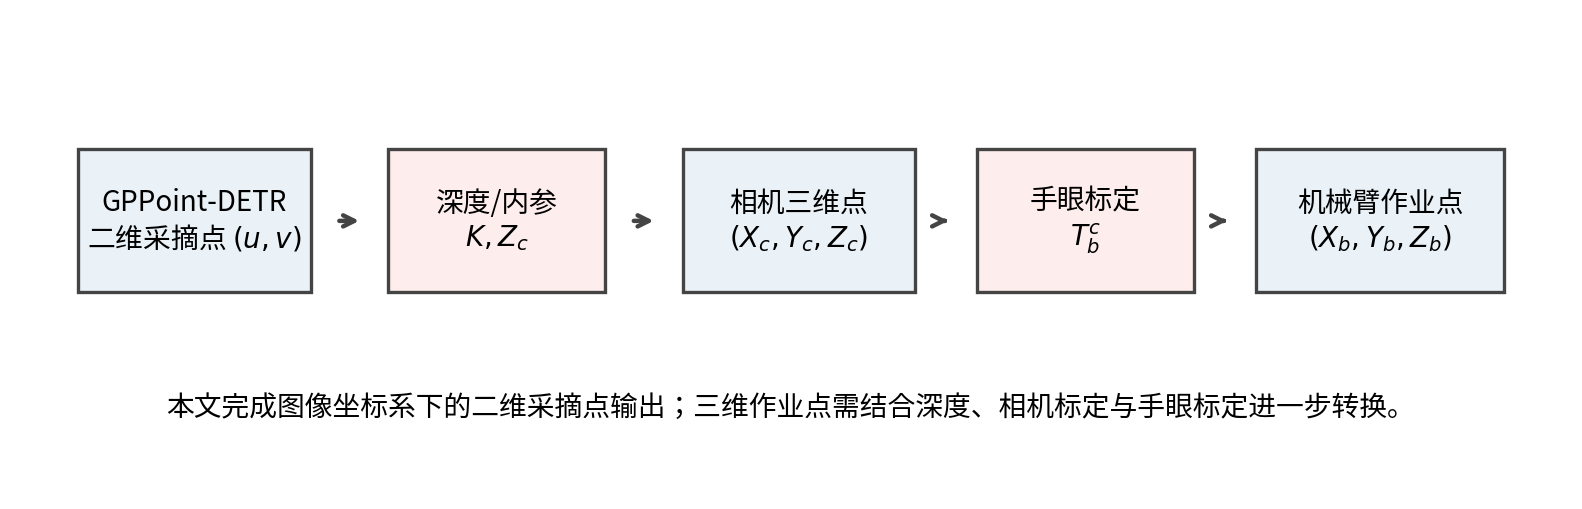 GPPoint-DETR
二维采摘点 (u, v)
深度/内参
K, Z_c
相机三维点
(X_c, Y_c, Z_c)
手眼标定
T_b^c
机械臂作业点
(X_b, Y_b, Z_b)
本文完成图像坐标系下的二维采摘点输出；三维作业点需结合深度、相机标定与手眼标定进一步转换。